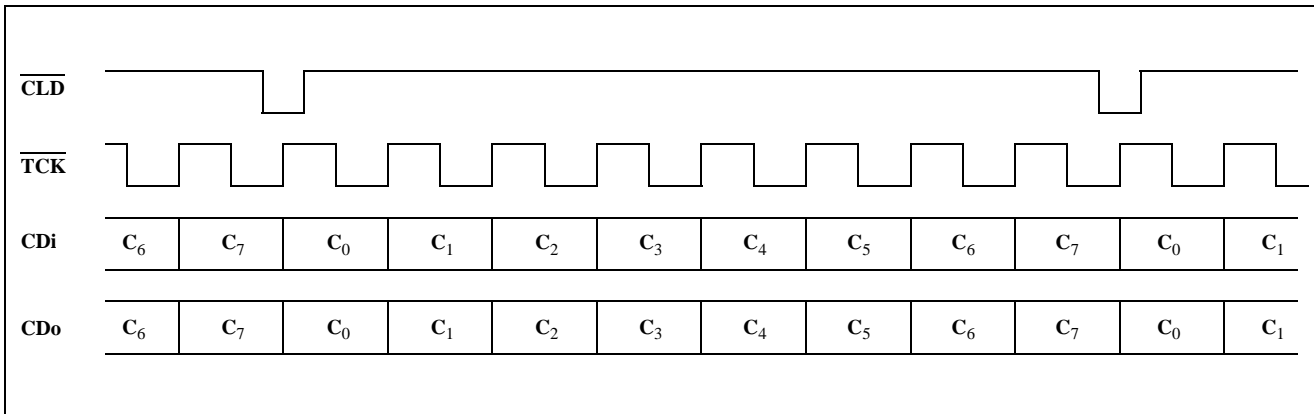 CLD
TCK
CDi C₆ C₇ C₀ C₁ C₂ C₃ C₄ C₅ C₆ C₇ C₀ C₁
CDo C₆ C₇ C₀ C₁ C₂ C₃ C₄ C₅ C₆ C₇ C₀ C₁